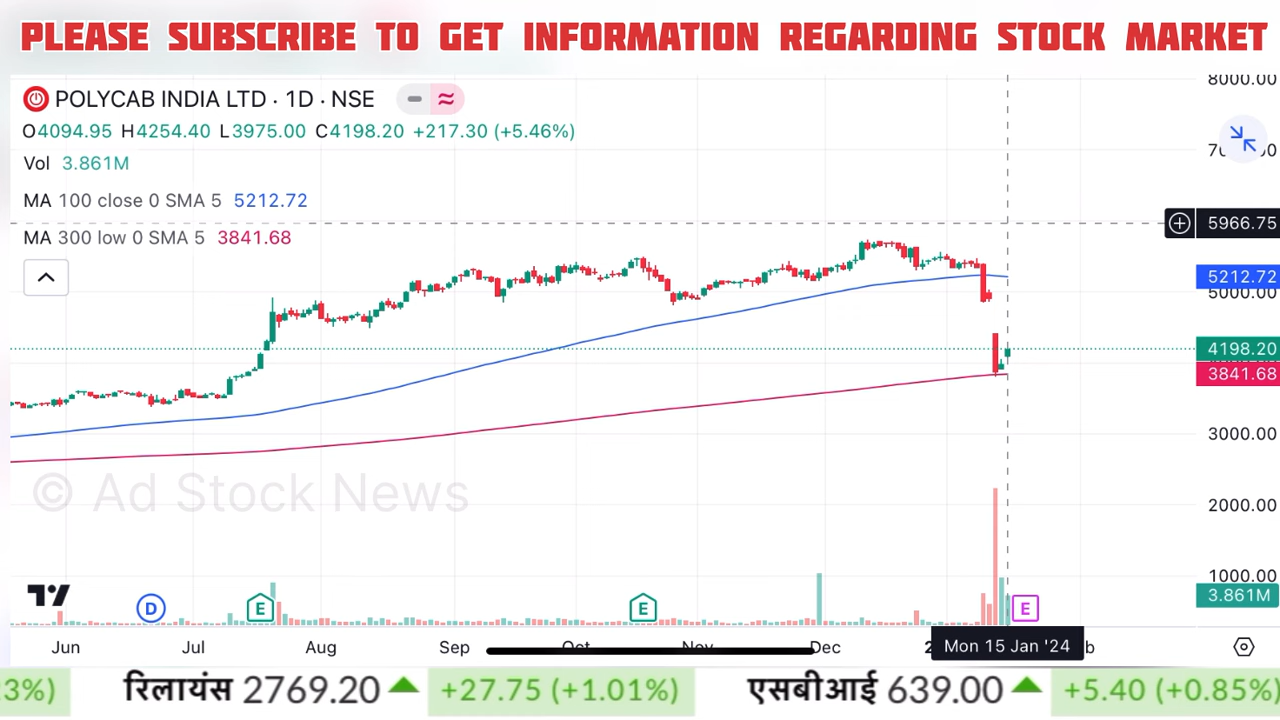 PLEASE SUBSCRIBE TO GET INFORMATION REGARDING STOCK MARKET
POLYCAB INDIA LTD · 1D · NSE
O4094.95 H4254.40 L3975.00 C4198.20 +217.30 (+5.46%)
Vol 3.861M
MA 100 close 0 SMA 5 5212.72
MA 300 low 0 SMA 5 3841.68
8000.00
5966.75
5212.72
5000.00
4198.20
3841.68
3000.00
2000.00
1000.00
3.861M
© Ad Stock News
D E E E
Jun Jul Aug Sep Oct Nov Dec Mon 15 Jan '24
3%) रिलायंस 2769.20 +27.75 (+1.01%) एसबीआई 639.00 +5.40 (+0.85%)